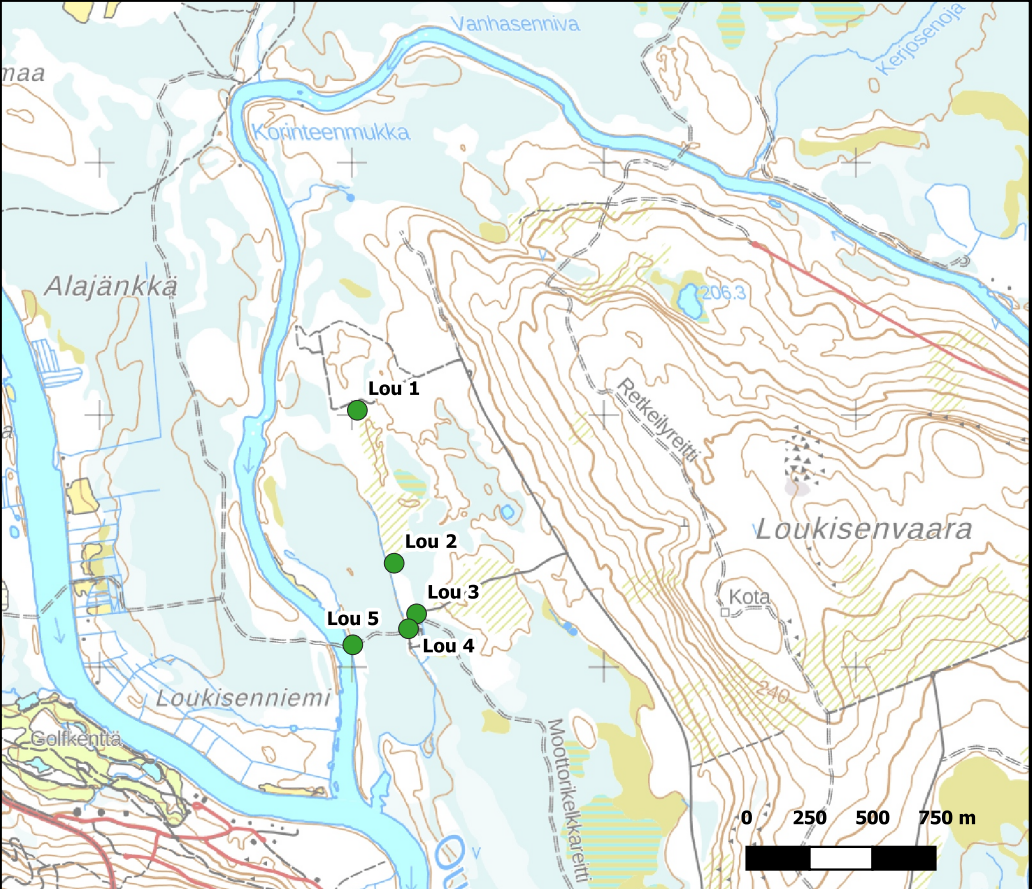 Vanhasenniva
Kerjosenoja
maa
Korinteenmukka
Alajänkkä
206.3
Lou 1
Retkeilyreitti
a
Loukisenvaara
Lou 2
Lou 3
Kota
Lou 5
Lou 4
Loukisenniemi
240
Golfkenttä
Moottorikelkkareitti
0 250 500 750 m
Ou